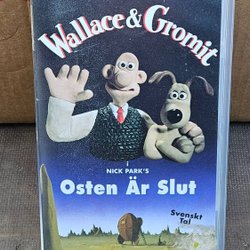 Wallace & Gromit
NICK PARK'S
Osten Är Slut
Svenskt
Tal